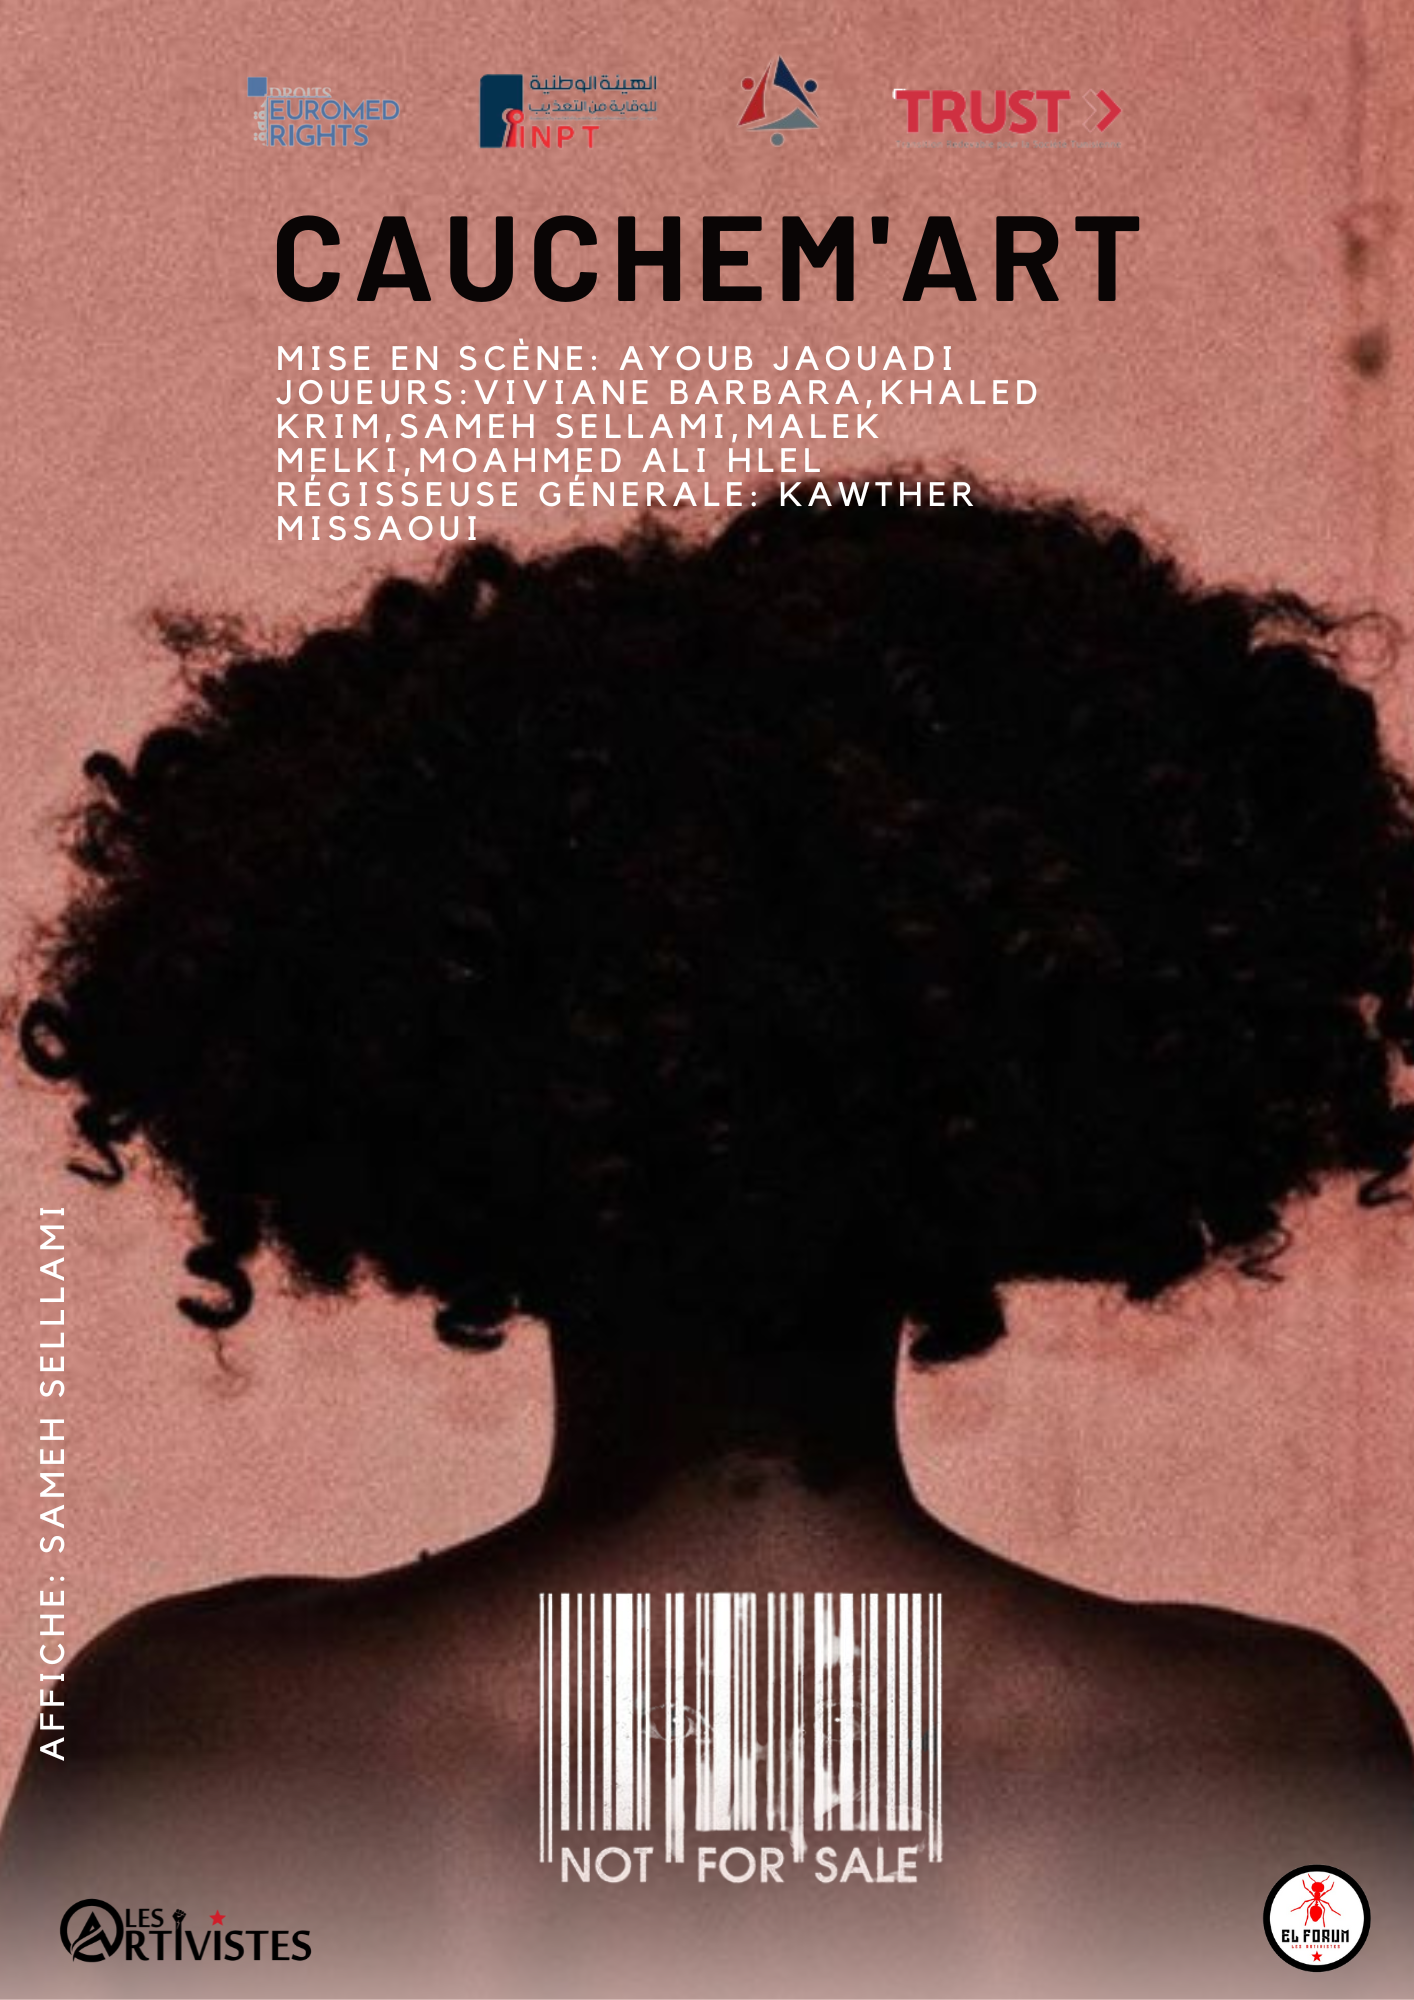 DROITS
EUROMED
RIGHTS
الهيئة الوطنية
للوقاية من التعذيب
INPT
TRUST
CAUCHEM'ART
MISE EN SCÈNE: AYOUB JAOUADI
JOUEURS:VIVIANE BARBARA,KHALED
KRIM,SAMEH SELLAMI,MALEK
MELKI,MOAHMED ALI HLEL
RÉGISSEUSE GÉNERALE: KAWTHER
MISSAOUI
AFFICHE: SAMEH SELLLAMI
NOT FOR SALE
LES
ARTIVISTES
EL FORUM
LES ARTIVISTES